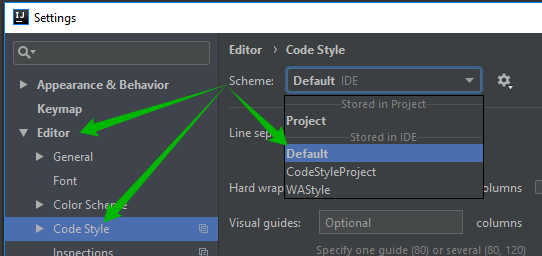 IJ Settings
Editor › Code Style
Appearance & Behavior
Scheme: Default IDE
Keymap
Stored in Project
Project
Editor
Line sep
Stored in IDE
General
Default
Font
CodeStyleProject
Color Scheme
Hard wrap
WAStyle
columns
Code Style
Visual guides: Optional columns
Inspections
Specify one guide (80) or several (80, 120)